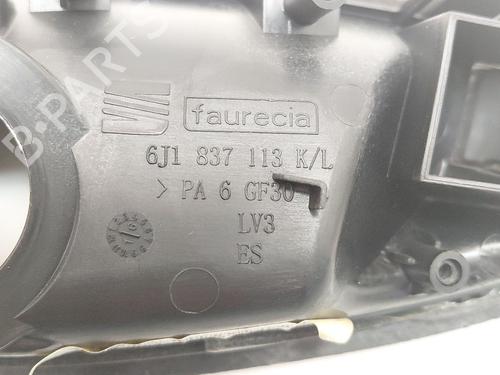 faurecia
6J1 837 113 K/L
> PA 6 GF30
LV3
ES
B-PARTS